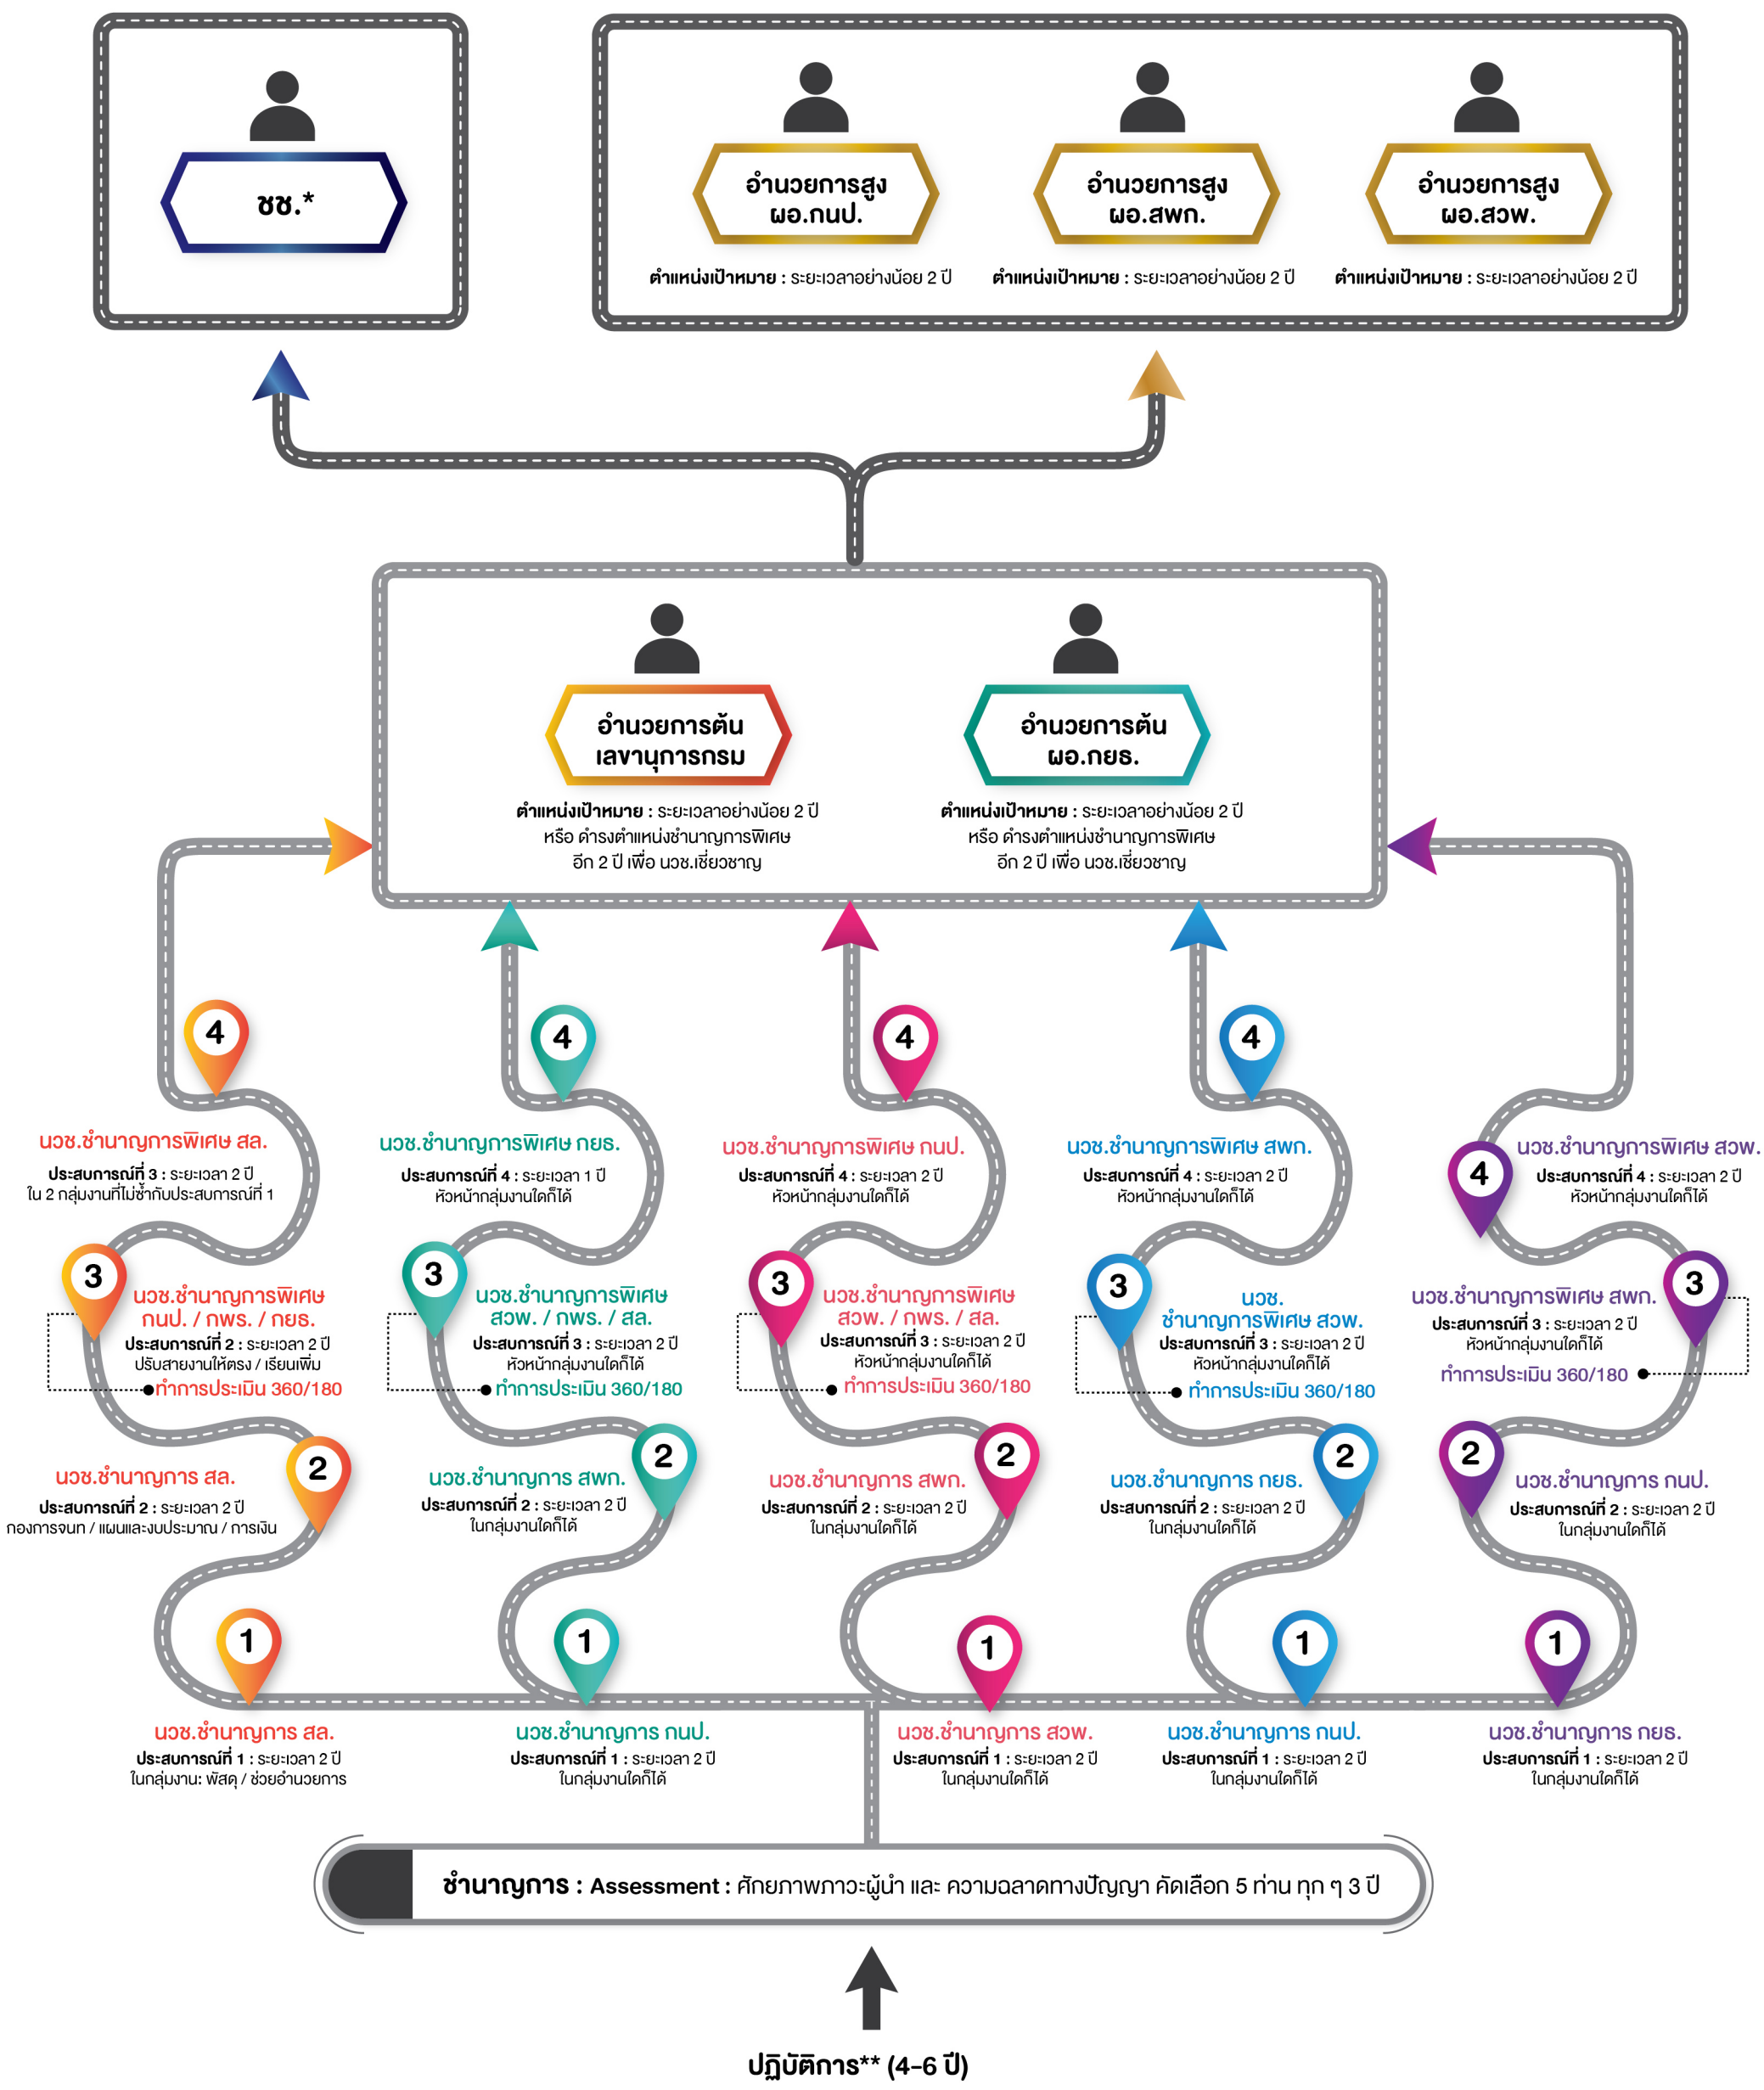 ชช.*
อำนวยการสูง
ผอ.กนป.
ตำแหน่งเป้าหมาย : ระยะเวลาอย่างน้อย 2 ปี
อำนวยการสูง
ผอ.สพก.
ตำแหน่งเป้าหมาย : ระยะเวลาอย่างน้อย 2 ปี
อำนวยการสูง
ผอ.สวพ.
ตำแหน่งเป้าหมาย : ระยะเวลาอย่างน้อย 2 ปี
อำนวยการต้น
เลขานุการกรม
ตำแหน่งเป้าหมาย : ระยะเวลาอย่างน้อย 2 ปี
หรือ ดำรงตำแหน่งชำนาญการพิเศษ
อีก 2 ปี เพื่อ นวช.เชี่ยวชาญ
อำนวยการต้น
ผอ.กยธ.
ตำแหน่งเป้าหมาย : ระยะเวลาอย่างน้อย 2 ปี
หรือ ดำรงตำแหน่งชำนาญการพิเศษ
อีก 2 ปี เพื่อ นวช.เชี่ยวชาญ
4
นวช.ชำนาญการพิเศษ สล.
ประสบการณ์ที่ 3 : ระยะเวลา 2 ปี
ใน 2 กลุ่มงานที่ไม่ซ้ำกับประสบการณ์ที่ 1
4
นวช.ชำนาญการพิเศษ กยธ.
ประสบการณ์ที่ 4 : ระยะเวลา 1 ปี
หัวหน้ากลุ่มงานใดก็ได้
4
นวช.ชำนาญการพิเศษ กนป.
ประสบการณ์ที่ 4 : ระยะเวลา 2 ปี
หัวหน้ากลุ่มงานใดก็ได้
4
นวช.ชำนาญการพิเศษ สพก.
ประสบการณ์ที่ 4 : ระยะเวลา 2 ปี
หัวหน้ากลุ่มงานใดก็ได้
4
นวช.ชำนาญการพิเศษ สวพ.
ประสบการณ์ที่ 4 : ระยะเวลา 2 ปี
หัวหน้ากลุ่มงานใดก็ได้
3
นวช.ชำนาญการพิเศษ
กนป. / กพร. / กยธ.
ประสบการณ์ที่ 2 : ระยะเวลา 2 ปี
ปรับสายงานให้ตรง / เรียนเพิ่ม
ทำการประเมิน 360/180
3
นวช.ชำนาญการพิเศษ
สวพ. / กพร. / สล.
ประสบการณ์ที่ 3 : ระยะเวลา 2 ปี
หัวหน้ากลุ่มงานใดก็ได้
ทำการประเมิน 360/180
3
นวช.ชำนาญการพิเศษ
สวพ. / กพร. / สล.
ประสบการณ์ที่ 3 : ระยะเวลา 2 ปี
หัวหน้ากลุ่มงานใดก็ได้
ทำการประเมิน 360/180
3
นวช.
ชำนาญการพิเศษ สวพ.
ประสบการณ์ที่ 3 : ระยะเวลา 2 ปี
หัวหน้ากลุ่มงานใดก็ได้
ทำการประเมิน 360/180
3
นวช.ชำนาญการพิเศษ สพก.
ประสบการณ์ที่ 3 : ระยะเวลา 2 ปี
หัวหน้ากลุ่มงานใดก็ได้
ทำการประเมิน 360/180
2
นวช.ชำนาญการ สล.
ประสบการณ์ที่ 2 : ระยะเวลา 2 ปี
กองการจนท / แผนและงบประมาณ / การเงิน
2
นวช.ชำนาญการ สพก.
ประสบการณ์ที่ 2 : ระยะเวลา 2 ปี
ในกลุ่มงานใดก็ได้
2
นวช.ชำนาญการ สพก.
ประสบการณ์ที่ 2 : ระยะเวลา 2 ปี
ในกลุ่มงานใดก็ได้
2
นวช.ชำนาญการ กยธ.
ประสบการณ์ที่ 2 : ระยะเวลา 2 ปี
ในกลุ่มงานใดก็ได้
2
นวช.ชำนาญการ กนป.
ประสบการณ์ที่ 2 : ระยะเวลา 2 ปี
ในกลุ่มงานใดก็ได้
1
นวช.ชำนาญการ สล.
ประสบการณ์ที่ 1 : ระยะเวลา 2 ปี
ในกลุ่มงาน: พัสดุ / ช่วยอำนวยการ
1
นวช.ชำนาญการ กนป.
ประสบการณ์ที่ 1 : ระยะเวลา 2 ปี
ในกลุ่มงานใดก็ได้
1
นวช.ชำนาญการ สวพ.
ประสบการณ์ที่ 1 : ระยะเวลา 2 ปี
ในกลุ่มงานใดก็ได้
1
นวช.ชำนาญการ กนป.
ประสบการณ์ที่ 1 : ระยะเวลา 2 ปี
ในกลุ่มงานใดก็ได้
1
นวช.ชำนาญการ กยธ.
ประสบการณ์ที่ 1 : ระยะเวลา 2 ปี
ในกลุ่มงานใดก็ได้
ชำนาญการ : Assessment : ศักยภาพภาวะผู้นำ และ ความฉลาดทางปัญญา คัดเลือก 5 ท่าน ทุก ๆ 3 ปี
ปฏิบัติการ** (4-6 ปี)